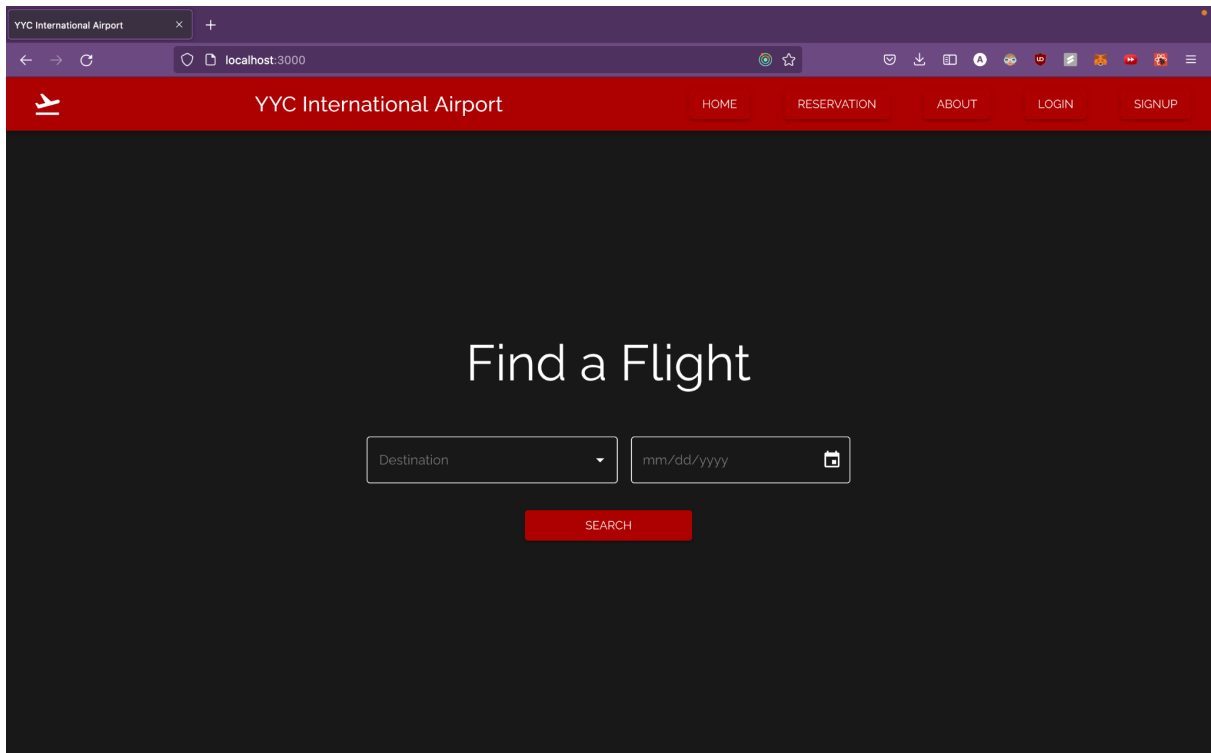 YYC International Airport
localhost:3000
YYC International Airport HOME RESERVATION ABOUT LOGIN SIGNUP
Find a Flight
Destination mm/dd/yyyy
SEARCH